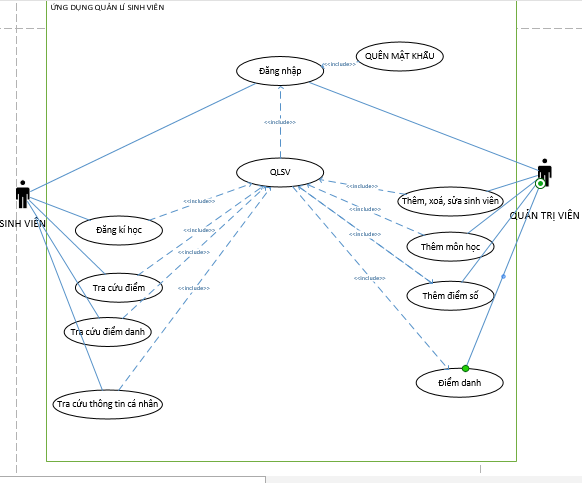 ỨNG DỤNG QUẢN LÍ SINH VIÊN
QUÊN MẬT KHẨU
<<include>>
Đăng nhập
<<include>>
QLSV
<<include>>
<<include>>
Thêm, xoá, sửa sinh viên
SINH VIÊN
QUẢN TRỊ VIÊN
<<include>>
Đăng kí học
<<include>>
<<include>>
Thêm môn học
<<include>>
<<include>>
<<include>>
Tra cứu điểm
Thêm điểm số
Tra cứu điểm danh
Điểm danh
Tra cứu thông tin cá nhân